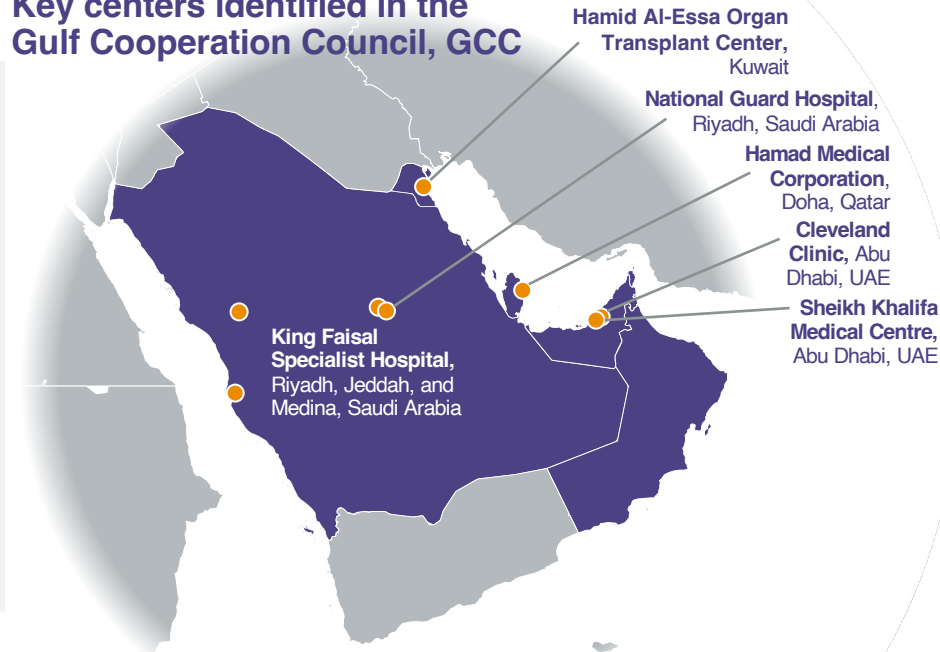 Key centers identified in the
Gulf Cooperation Council, GCC
Hamid Al-Essa Organ
Transplant Center,
Kuwait
National Guard Hospital,
Riyadh, Saudi Arabia
Hamad Medical
Corporation,
Doha, Qatar
Cleveland
Clinic, Abu
Dhabi, UAE
Sheikh Khalifa
Medical Centre,
Abu Dhabi, UAE
King Faisal
Specialist Hospital,
Riyadh, Jeddah, and
Medina, Saudi Arabia